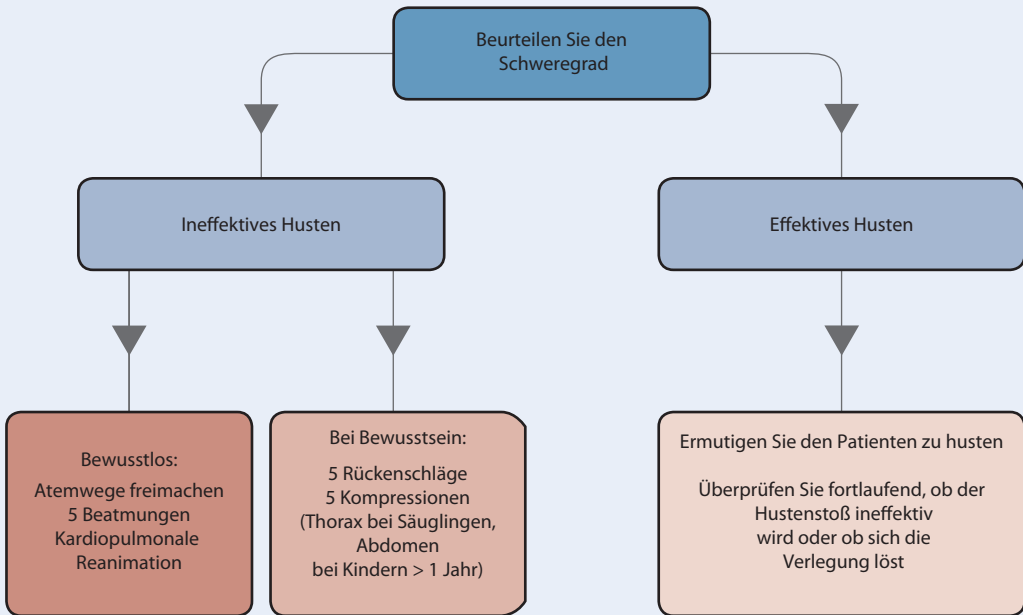 Beurteilen Sie den
Schweregrad
Ineffektives Husten
Effektives Husten
Bewusstlos:
Atemwege freimachen
5 Beatmungen
Kardiopulmonale
Reanimation
Bei Bewusstsein:
5 Rückenschläge
5 Kompressionen
(Thorax bei Säuglingen,
Abdomen
bei Kindern > 1 Jahr)
Ermutigen Sie den Patienten zu husten
Überprüfen Sie fortlaufend, ob der
Hustenstoß ineffektiv
wird oder ob sich die
Verlegung löst